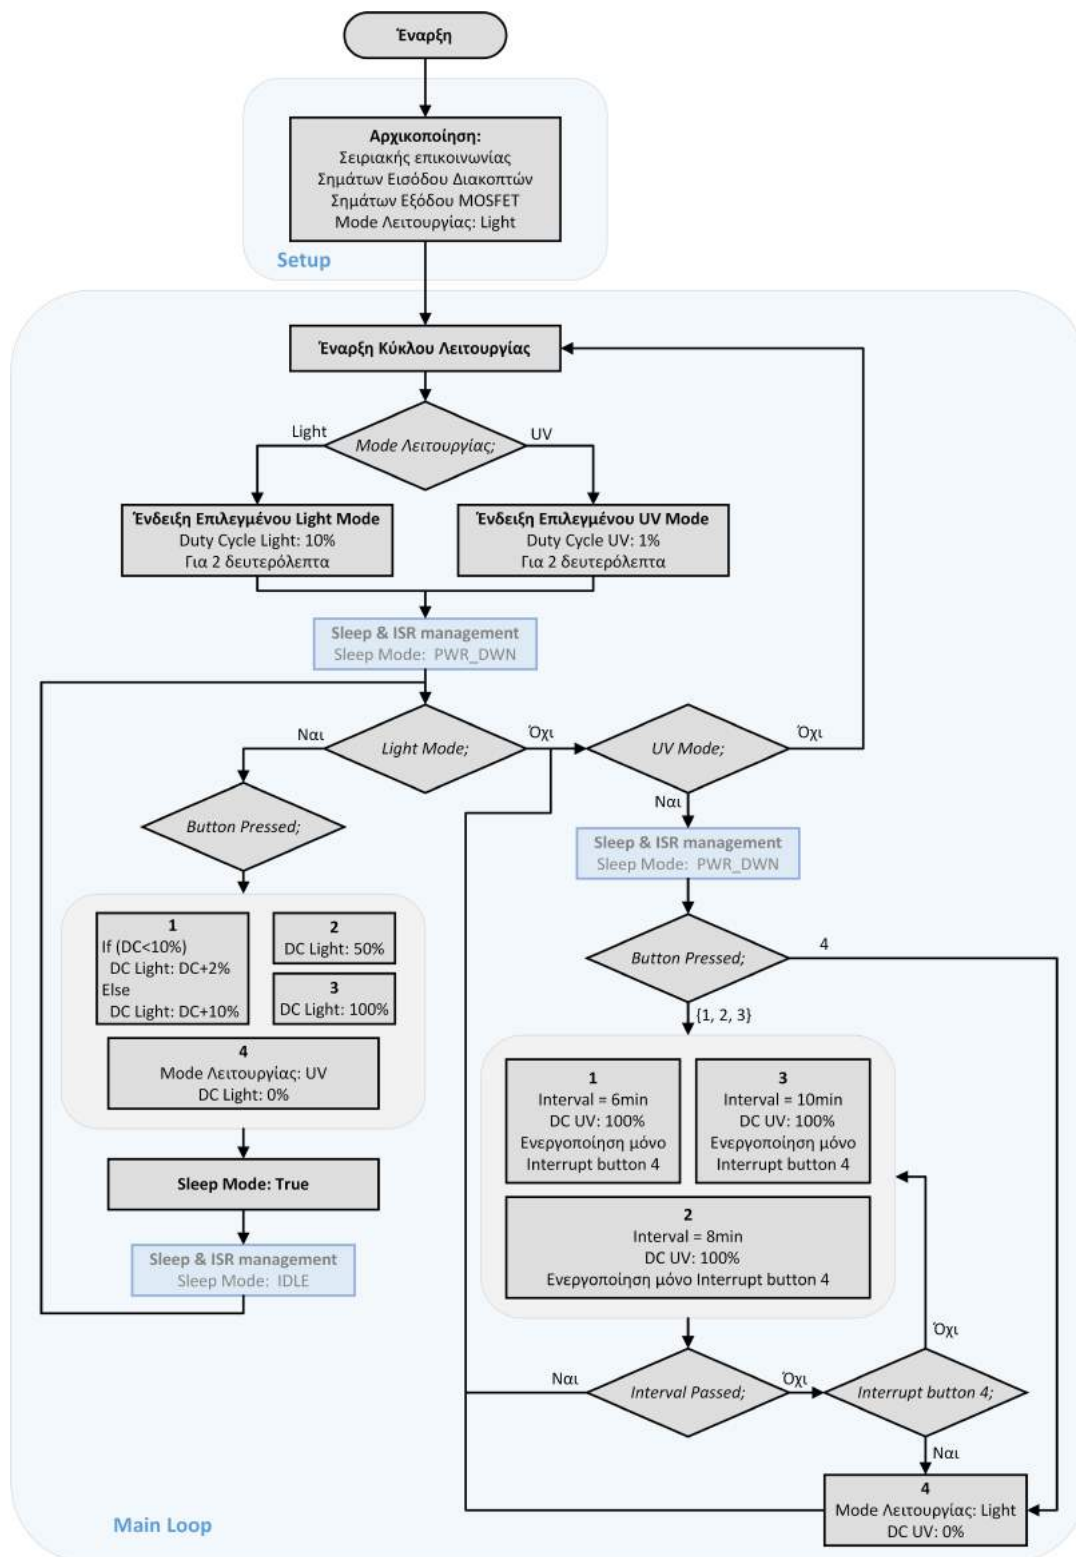 Έναρξη
Αρχικοποίηση:
Σειριακής επικοινωνίας
Σημάτων Εισόδου Διακοπτών
Σημάτων Εξόδου MOSFET
Mode Λειτουργίας: Light
Setup
Έναρξη Κύκλου Λειτουργίας
Light
Mode Λειτουργίας;
UV
Ένδειξη Επιλεγμένου Light Mode
Duty Cycle Light: 10%
Για 2 δευτερόλεπτα
Ένδειξη Επιλεγμένου UV Mode
Duty Cycle UV: 1%
Για 2 δευτερόλεπτα
Sleep & ISR management
Sleep Mode: PWR_DWN
Ναι
Light Mode;
Όχι
UV Mode;
Όχι
Ναι
Button Pressed;
Sleep & ISR management
Sleep Mode: PWR_DWN
1
If (DC<10%)
DC Light: DC+2%
Else
DC Light: DC+10%
2
DC Light: 50%
3
DC Light: 100%
4
Mode Λειτουργίας: UV
DC Light: 0%
Button Pressed;
4
{1, 2, 3}
1
Interval = 6min
DC UV: 100%
Ενεργοποίηση μόνο
Interrupt button 4
3
Interval = 10min
DC UV: 100%
Ενεργοποίηση μόνο
Interrupt button 4
2
Interval = 8min
DC UV: 100%
Ενεργοποίηση μόνο Interrupt button 4
Sleep Mode: True
Sleep & ISR management
Sleep Mode: IDLE
Όχι
Ναι
Interval Passed;
Όχι
Interrupt button 4;
Ναι
4
Mode Λειτουργίας: Light
DC UV: 0%
Main Loop